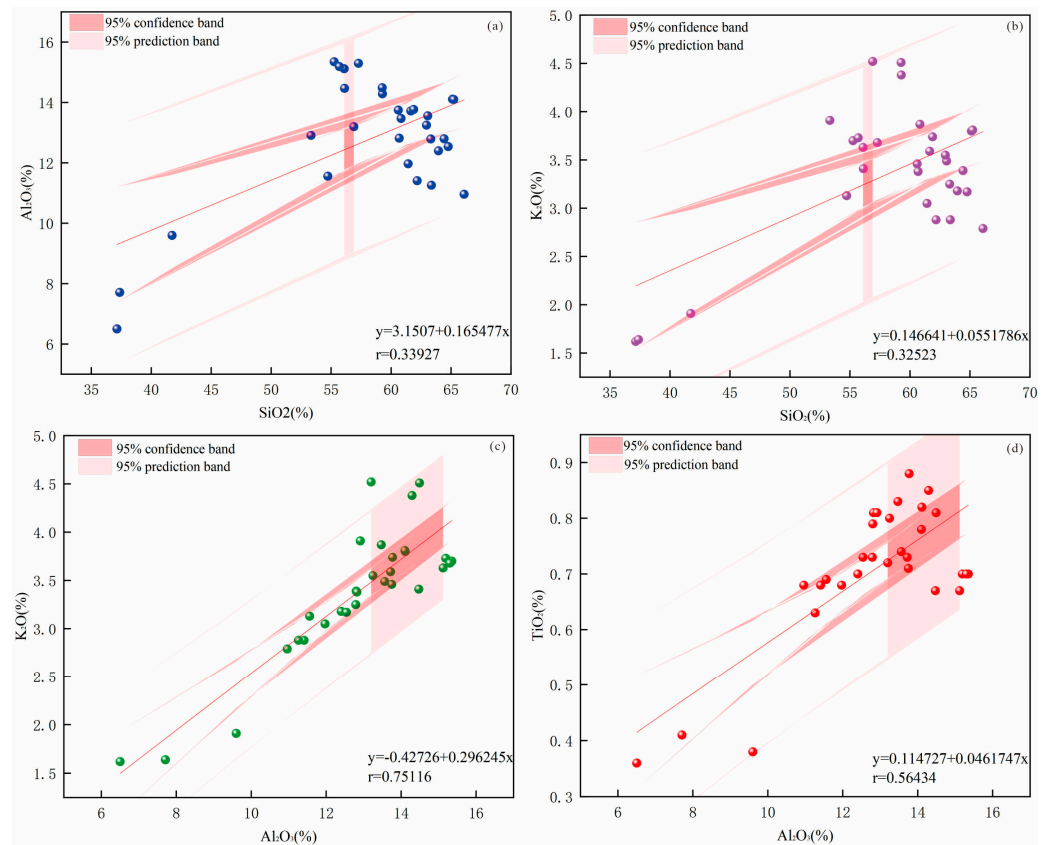 95% confidence band
95% prediction band
(a)
16
14
12
10
8
6
Al₂O₃(%)
y=3.1507+0.165477x
r=0.33927
35 40 45 50 55 60 65 70
SiO2(%)
95% confidence band
95% prediction band
(b)
5.0
4.5
4.0
3.5
3.0
2.5
2.0
1.5
K₂O(%)
y=0.146641+0.0551786x
r=0.32523
35 40 45 50 55 60 65 70
SiO₂(%)
95% confidence band
95% prediction band
(c)
5.0
4.5
4.0
3.5
3.0
2.5
2.0
1.5
K₂O(%)
y=-0.42726+0.296245x
r=0.75116
6 8 10 12 14 16
Al₂O₃(%)
95% confidence band
95% prediction band
(d)
0.9
0.8
0.7
0.6
0.5
0.4
0.3
TiO₂(%)
y=0.114727+0.0461747x
r=0.56434
6 8 10 12 14 16
Al₂O₃(%)